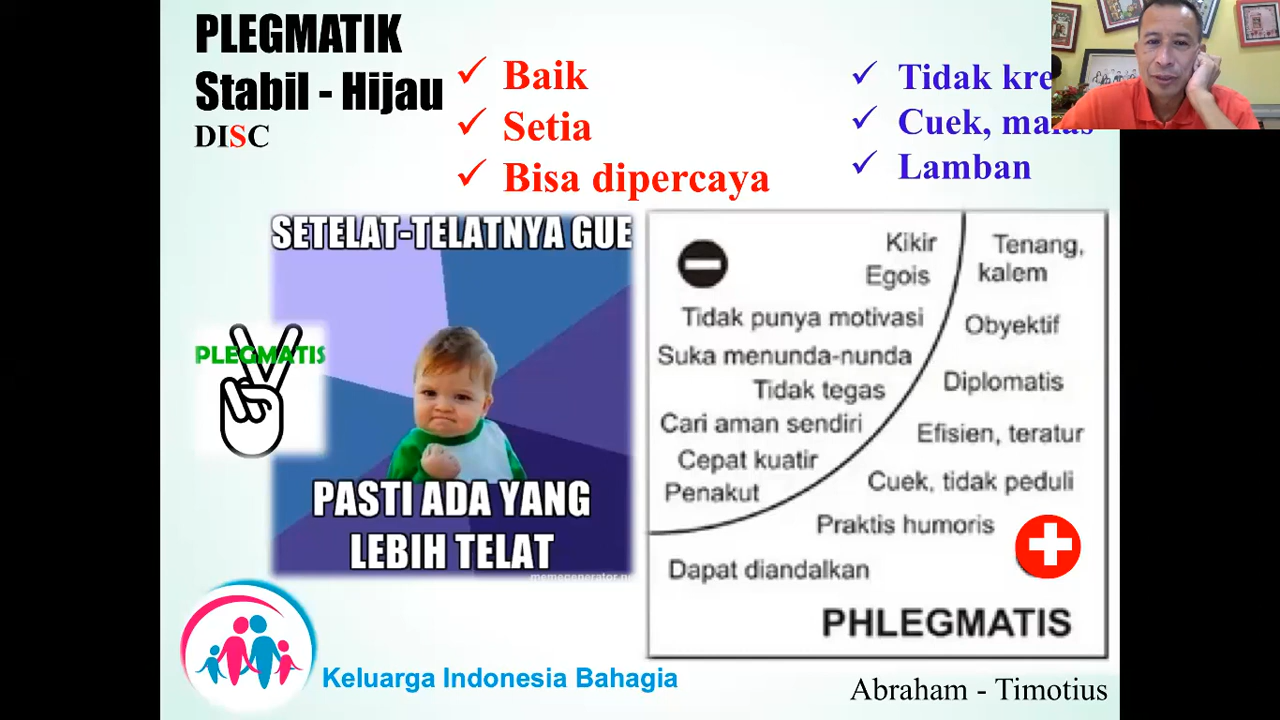 PLEGMATIK
Stabil - Hijau
DISC
✓ Baik
✓ Setia
✓ Bisa dipercaya
✓ Tidak
✓ Cuek, malas
✓ Lamban
SETELAT-TELATNYA GUE
PASTI ADA YANG
LEBIH TELAT
PLEGMATIS
Kikir
Egois
Tidak punya motivasi
Suka menunda-nunda
Tidak tegas
Cari aman sendiri
Cepat kuatir
Penakut
Tenang,
kalem
Obyektif
Diplomatis
Efisien, teratur
Cuek, tidak peduli
Praktis humoris
Dapat diandalkan
PHLEGMATIS
Keluarga Indonesia Bahagia
Abraham - Timotius